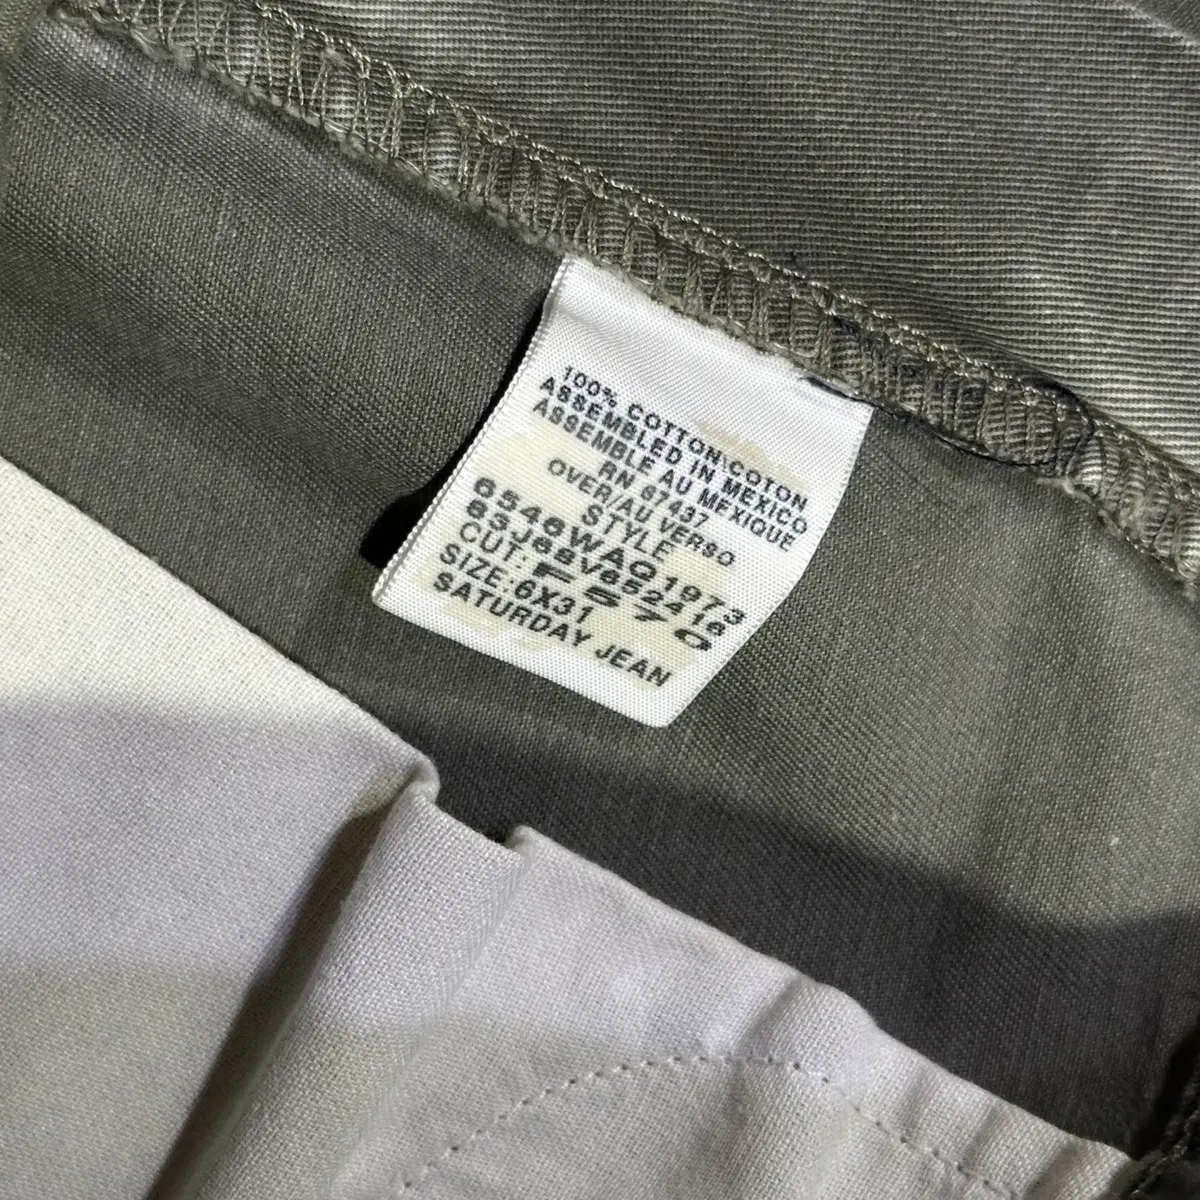 100% COTTON\COTON
ASSEMBLED IN MEXICO
ASSEMBLE AU MEXIQUE
RN 67437
OVER/AU VERSO
STYLE
6546WAQ1973
63J68V652416
CUT: F570
SIZE:6X31
SATURDAY JEAN